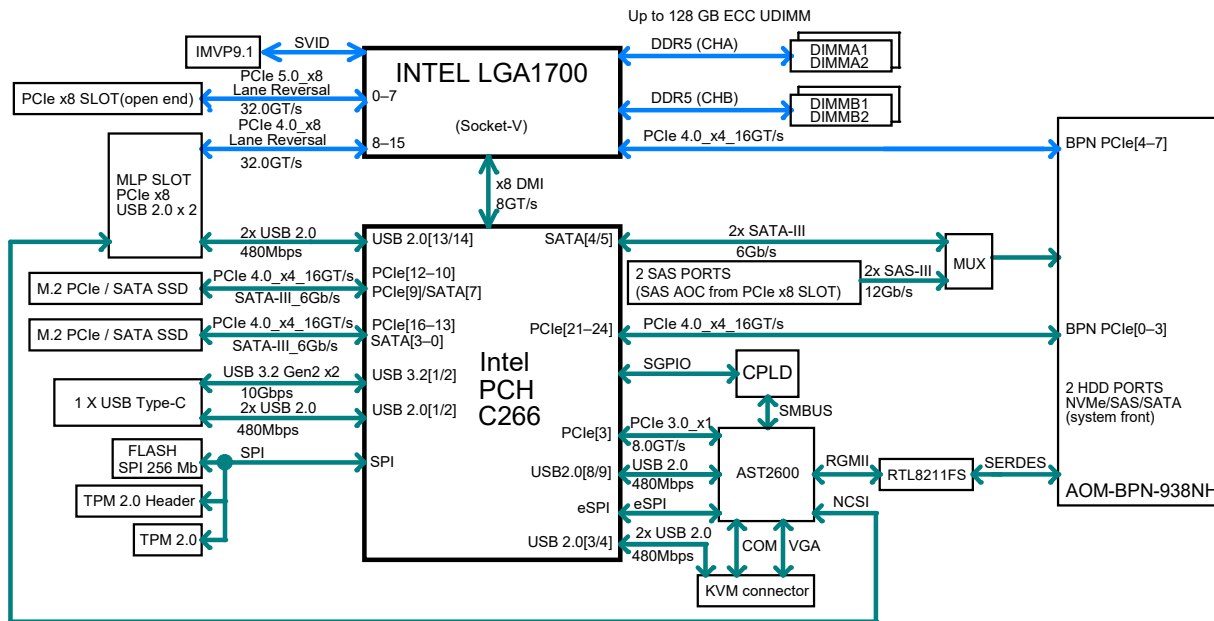 Up to 128 GB ECC UDIMM
IMVP9.1
SVID
INTEL LGA1700
(Socket-V)
DDR5 (CHA)
DIMMA1
DIMMA2
PCIe x8 SLOT(open end)
PCIe 5.0_x8
Lane Reversal
32.0GT/s
0–7
DDR5 (CHB)
DIMMB1
DIMMB2
PCIe 4.0_x8
Lane Reversal
32.0GT/s
8–15
PCIe 4.0_x4_16GT/s
BPN PCIe[4–7]
MLP SLOT
PCIe x8
USB 2.0 x 2
x8 DMI
8GT/s
2x USB 2.0
480Mbps
USB 2.0[13/14]
SATA[4/5]
2x SATA-III
6Gb/s
MUX
M.2 PCIe / SATA SSD
PCIe 4.0_x4_16GT/s
SATA-III_6Gb/s
PCIe[12–10]
PCIe[9]/SATA[7]
2 SAS PORTS
(SAS AOC from PCIe x8 SLOT)
2x SAS-III
12Gb/s
M.2 PCIe / SATA SSD
PCIe 4.0_x4_16GT/s
SATA-III_6Gb/s
PCIe[16–13]
SATA[3–0]
PCIe[21–24]
PCIe 4.0_x4_16GT/s
BPN PCIe[0–3]
Intel
PCH
C266
1 X USB Type-C
USB 3.2 Gen2 x2
10Gbps
USB 3.2[1/2]
2x USB 2.0
480Mbps
USB 2.0[1/2]
SGPIO
CPLD
SMBUS
2 HDD PORTS
NVMe/SAS/SATA
(system front)
FLASH
SPI 256 Mb
SPI
SPI
PCIe[3]
PCIe 3.0_x1
8.0GT/s
AST2600
RGMII
RTL8211FS
SERDES
USB2.0[8/9]
USB 2.0
480Mbps
AOM-BPN-938NH
TPM 2.0 Header
eSPI
eSPI
NCSI
TPM 2.0
USB 2.0[3/4]
2x USB 2.0
480Mbps
COM
VGA
KVM connector